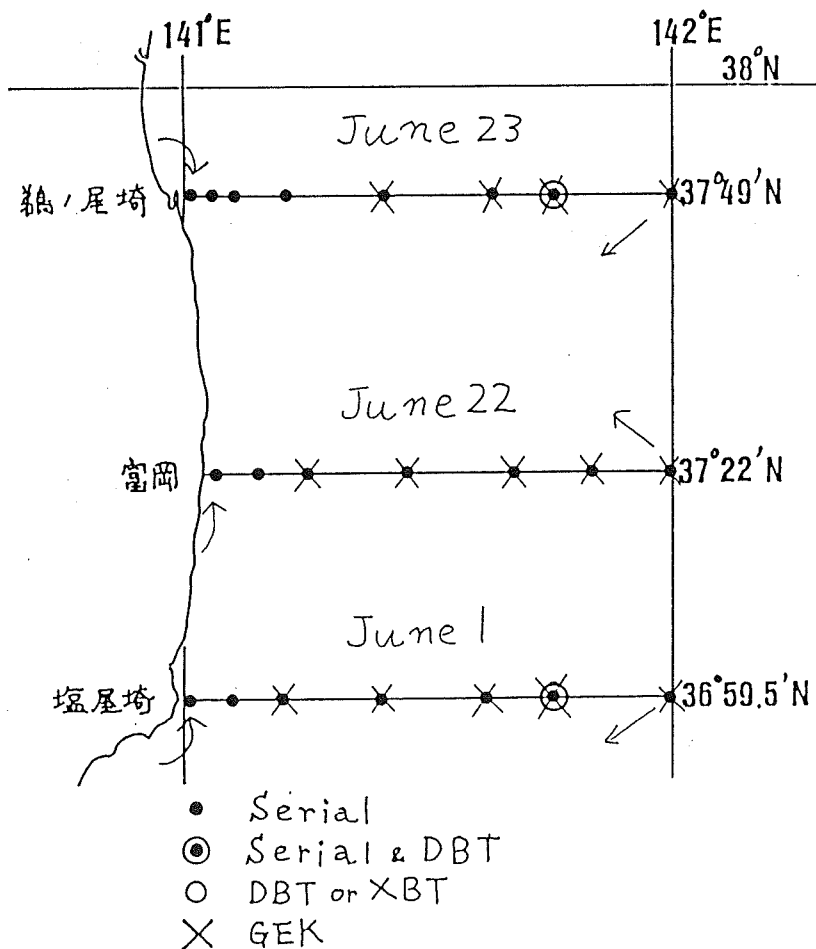 141°E
142°E
38°N
June 23
鵜ノ尾埼
37°49'N
June 22
富岡
37°22'N
June 1
塩屋埼
36°59.5'N
Serial
Serial & DBT
DBT or XBT
GEK